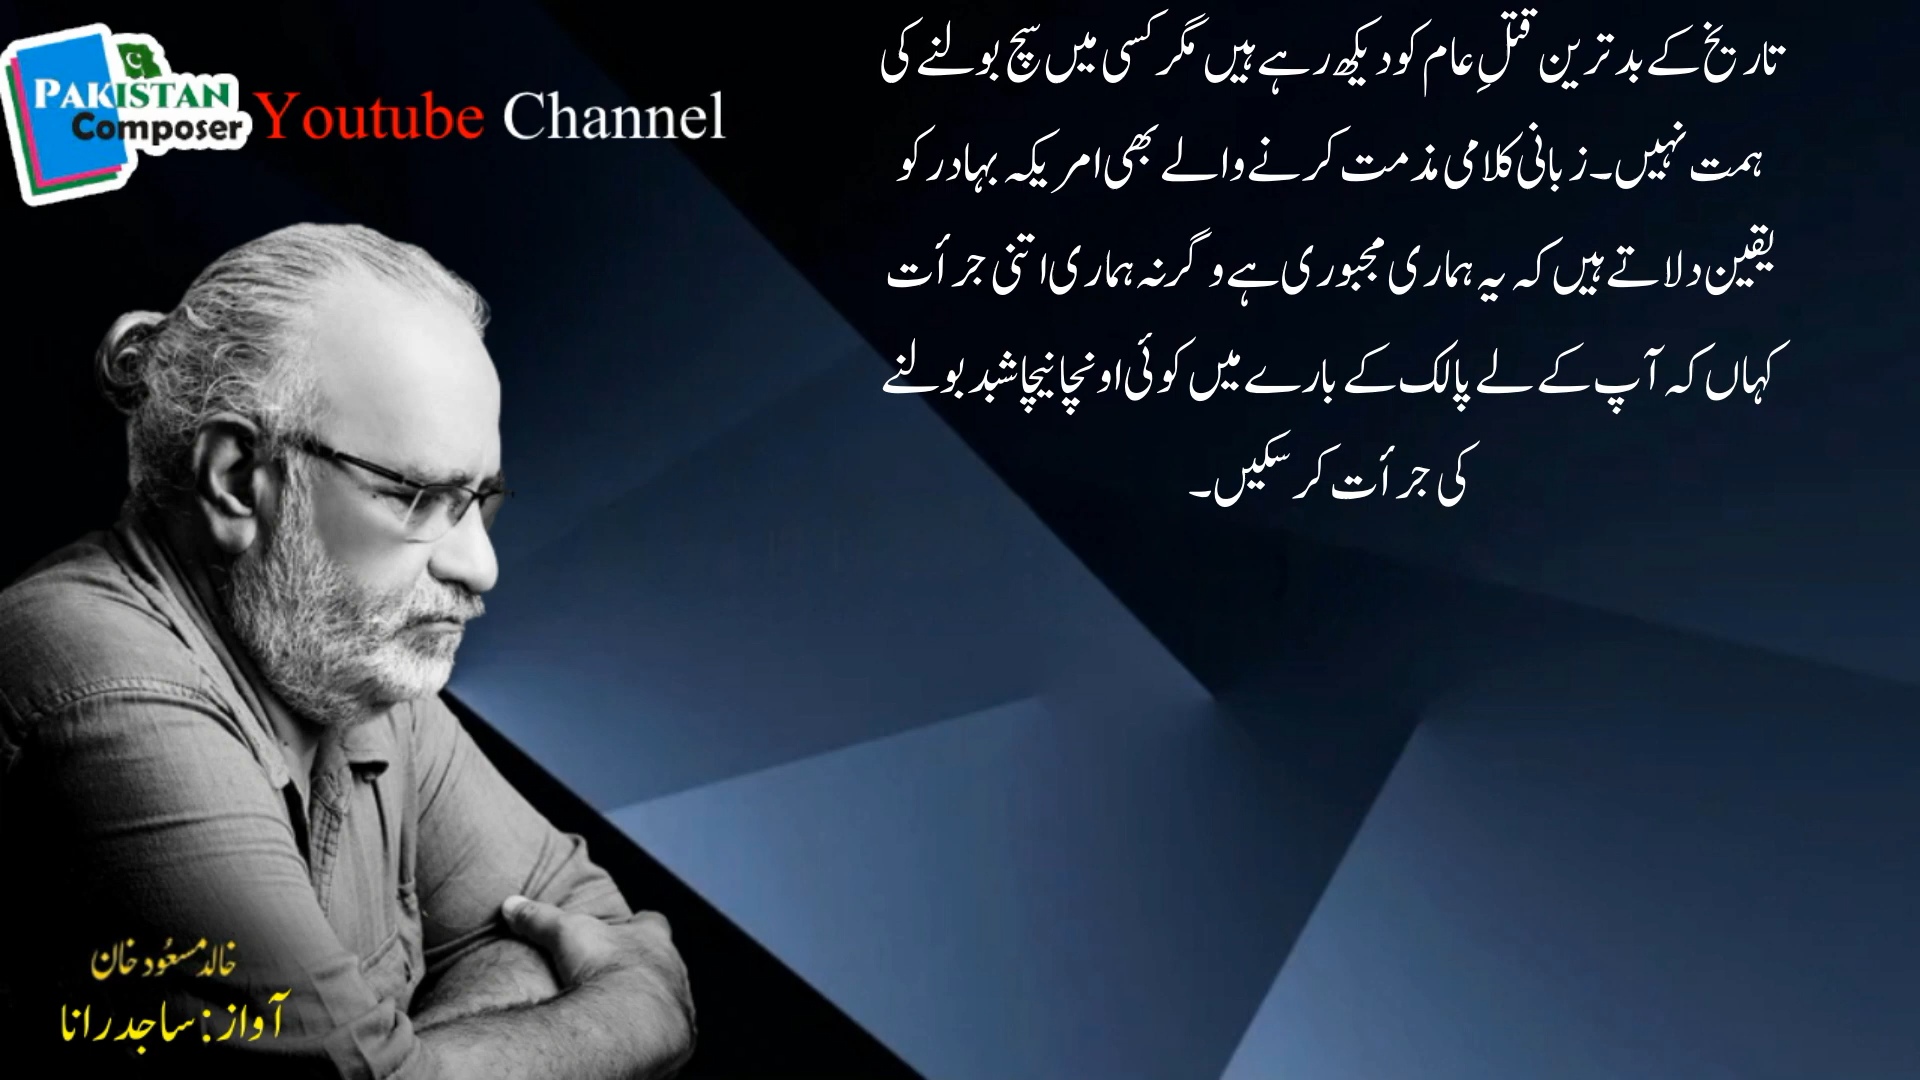 PAKISTAN
Composer
Youtube Channel
تاریخ کے بدترین قتلِ عام کو دیکھ رہے ہیں مگر کسی میں سچ بولنے کی
ہمت نہیں۔ زبانی کلامی مذمت کرنے والے بھی امریکہ بہادر کو
یقین دلاتے ہیں کہ یہ ہماری مجبوری ہے وگرنہ ہماری اتنی جرأت
کہاں کہ آپ کے لے پالک کے بارے میں کوئی اونچا نیچا شبد بولنے
کی جرأت کر سکیں۔
خالد مسعُود خان
آواز: ساجد رانا